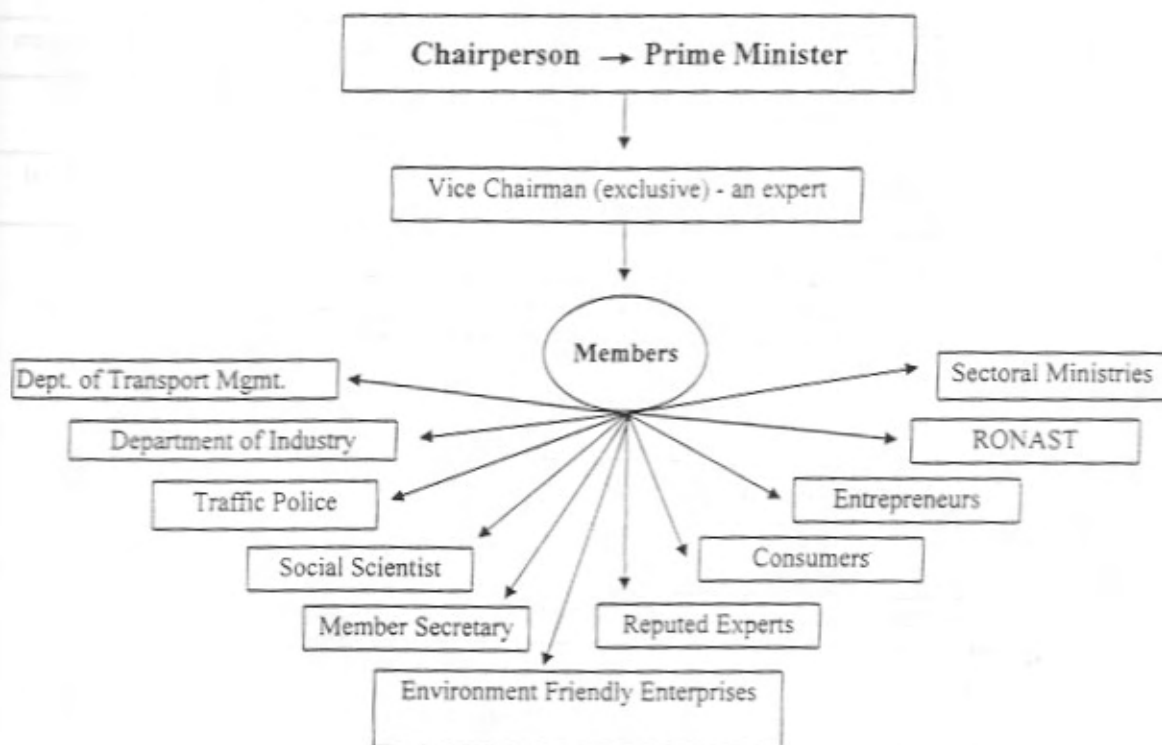 Chairperson → Prime Minister
Vice Chairman (exclusive) - an expert
Members
Dept. of Transport Mgmt.
Sectoral Ministries
Department of Industry
RONAST
Traffic Police
Entrepreneurs
Social Scientist
Consumers
Member Secretary
Reputed Experts
Environment Friendly Enterprises